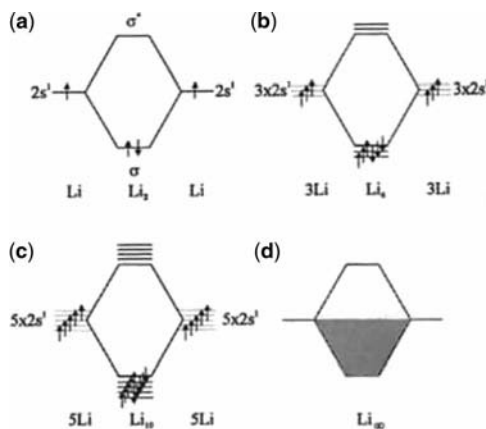 (a)
σ*
2s¹ 2s¹
σ
Li Li₂ Li
(b)
3x2s¹ 3x2s¹
3Li Li₆ 3Li
(c)
5x2s¹ 5x2s¹
5Li Li₁₀ 5Li
(d)
Li∞